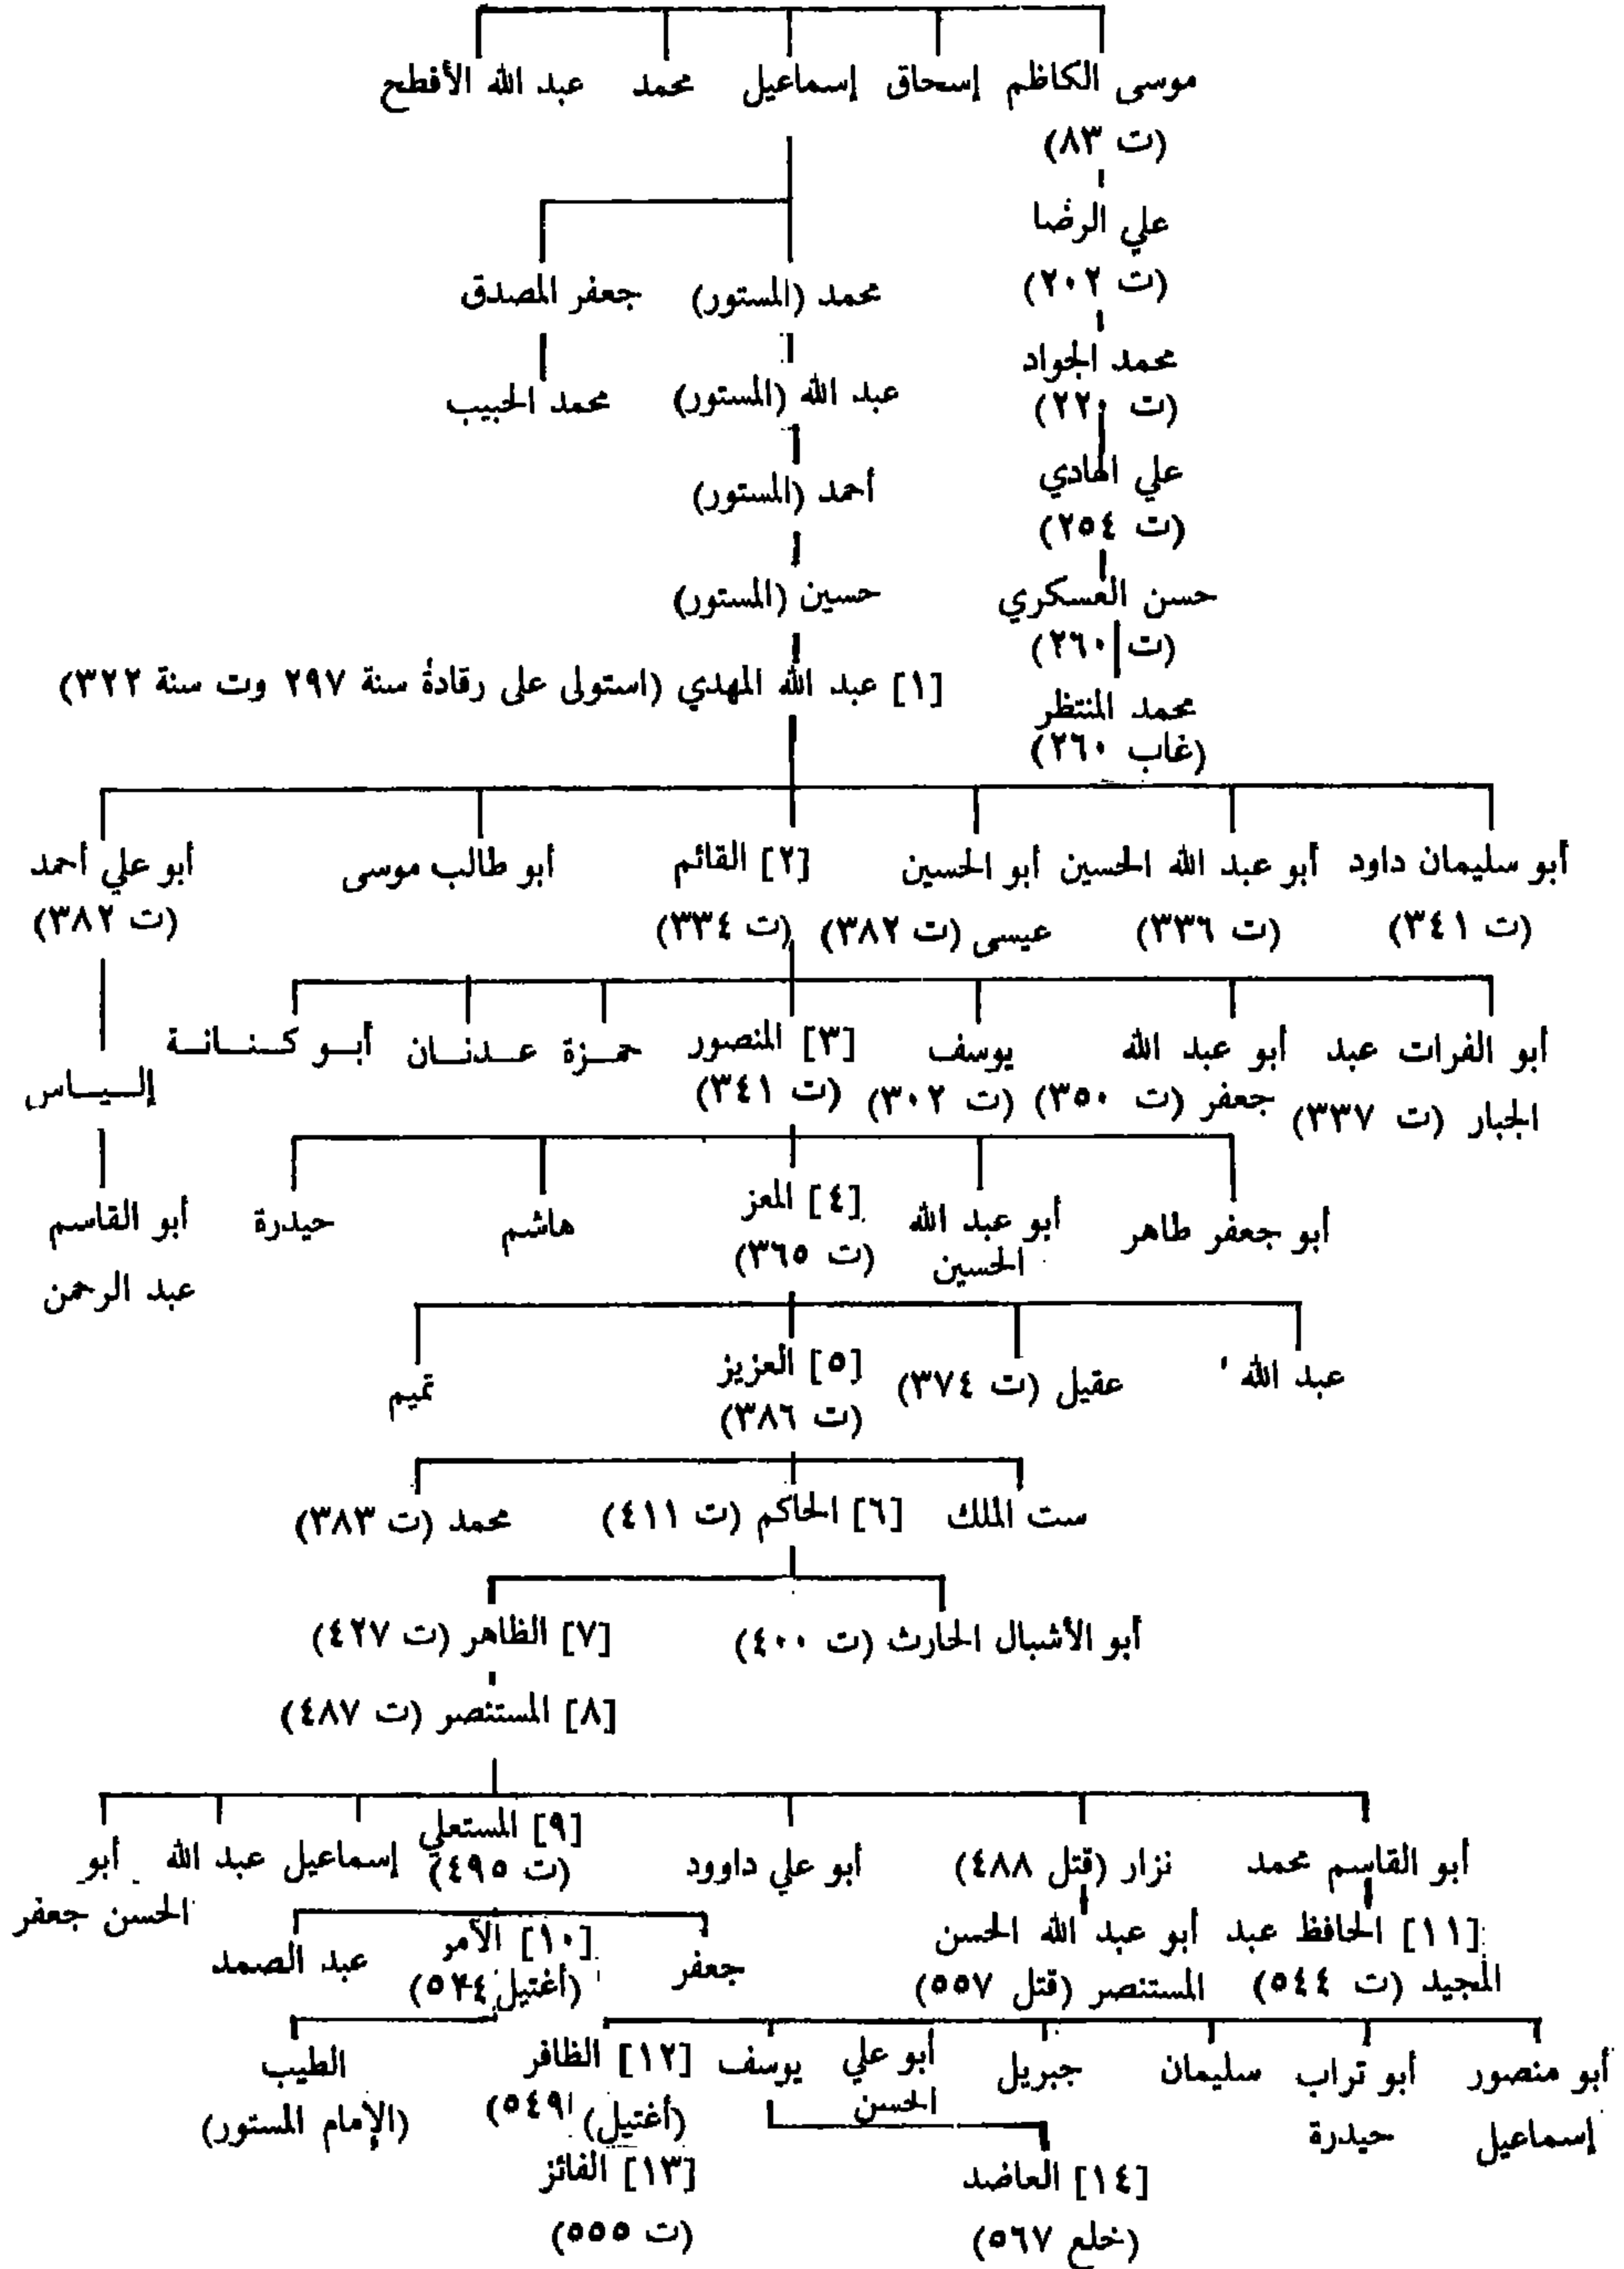 موسى الكاظم إسحاق إسماعيل محمد عبد الله الأفطح
(ت ٨٣)
علي الرضا
(ت ٢٠٢)
محمد (المستور) جعفر المصدق
محمد الجواد
(ت ٢٢٠)
عبد الله (المستور) محمد الحبيب
علي الهادي
أحمد (المستور)
(ت ٢٥٤)
حسن العسكري حسين (المستور)
(ت ٢٦٠)
[١] عبد الله المهدي (استولى على رقادة سنة ٢٩٧ وت سنة ٣٢٢)
محمد المنتظر
(غاب ٢٦٠)
أبو سليمان داود أبو عبد الله الحسين أبو الحسين [٢] القائم أبو طالب موسى أبو علي أحمد
(ت ٣٤١) (ت ٣٣٦) عيسى (ت ٣٨٢) (ت ٣٣٤) (ت ٣٨٢)
أبو الفرات عبد أبو عبد الله يوسف [٣] المنصور حمزة عدنان أبو كنانة إلياس
الجبار (ت ٣٣٧) جعفر (ت ٣٥٠) (ت ٣٠٢) (ت ٣٤١)
أبو جعفر طاهر أبو عبد الله [٤] المعز هاشم حيدرة أبو القاسم
الحسين (ت ٣٦٥) عبد الرحمن
عبد الله عقيل (ت ٣٧٤) [٥] العزيز تميم
(ت ٣٨٦)
ست الملك [٦] الحاكم (ت ٤١١) محمد (ت ٣٨٣)
أبو الأشبال الحارث (ت ٤٠٠) [٧] الظاهر (ت ٤٢٧)
[٨] المستنصر (ت ٤٨٧)
أبو القاسم محمد نزار (قتل ٤٨٨) أبو علي داوود [٩] المستعلي إسماعيل عبد الله أبو
(ت ٤٩٥) الحسن جعفر
[١١] الحافظ عبد أبو عبد الله الحسن جعفر [١٠] الآمر عبد الصمد
المجيد (ت ٥٤٤) المستنصر (قتل ٥٥٧) (أغتيل ٥٢٤)
أبو منصور أبو تراب سليمان جبريل أبو علي يوسف [١٢] الظافر الطيب
إسماعيل حيدرة الحسن (أغتيل) ٥٤٩) (الإمام المستور)
[١٤] العاضد [١٣] الفائز
(خلع ٥٦٧) (ت ٥٥٥)